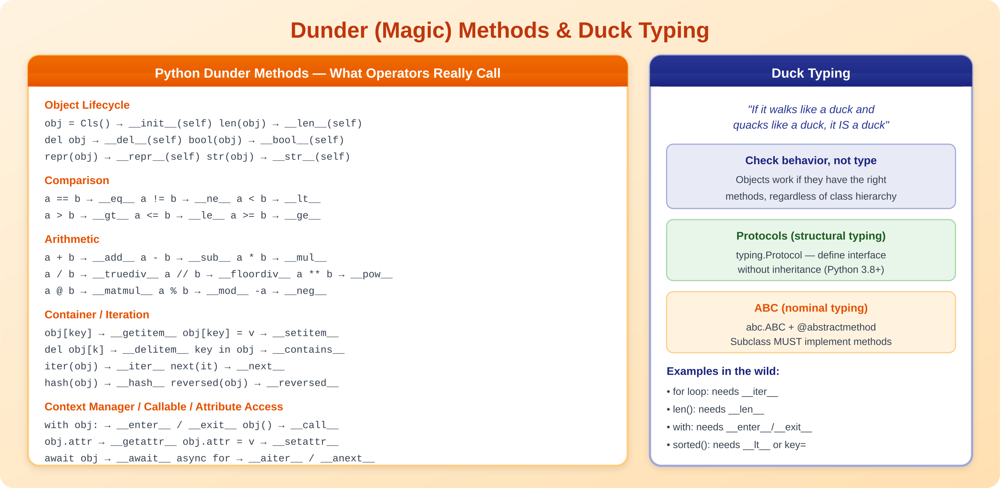 Dunder (Magic) Methods & Duck Typing
Python Dunder Methods — What Operators Really Call
Object Lifecycle
obj = Cls() → __init__(self) len(obj) → __len__(self)
del obj → __del__(self) bool(obj) → __bool__(self)
repr(obj) → __repr__(self) str(obj) → __str__(self)
Comparison
a == b → __eq__ a != b → __ne__ a < b → __lt__
a > b → __gt__ a <= b → __le__ a >= b → __ge__
Arithmetic
a + b → __add__ a - b → __sub__ a * b → __mul__
a / b → __truediv__ a // b → __floordiv__ a ** b → __pow__
a @ b → __matmul__ a % b → __mod__ -a → __neg__
Container / Iteration
obj[key] → __getitem__ obj[key] = v → __setitem__
del obj[k] → __delitem__ key in obj → __contains__
iter(obj) → __iter__ next(it) → __next__
hash(obj) → __hash__ reversed(obj) → __reversed__
Context Manager / Callable / Attribute Access
with obj: → __enter__ / __exit__ obj() → __call__
obj.attr → __getattr__ obj.attr = v → __setattr__
await obj → __await__ async for → __aiter__ / __anext__
Duck Typing
"If it walks like a duck and
quacks like a duck, it IS a duck"
Check behavior, not type
Objects work if they have the right
methods, regardless of class hierarchy
Protocols (structural typing)
typing.Protocol — define interface
without inheritance (Python 3.8+)
ABC (nominal typing)
abc.ABC + @abstractmethod
Subclass MUST implement methods
Examples in the wild:
• for loop: needs __iter__
• len(): needs __len__
• with: needs __enter__/__exit__
• sorted(): needs __lt__ or key=